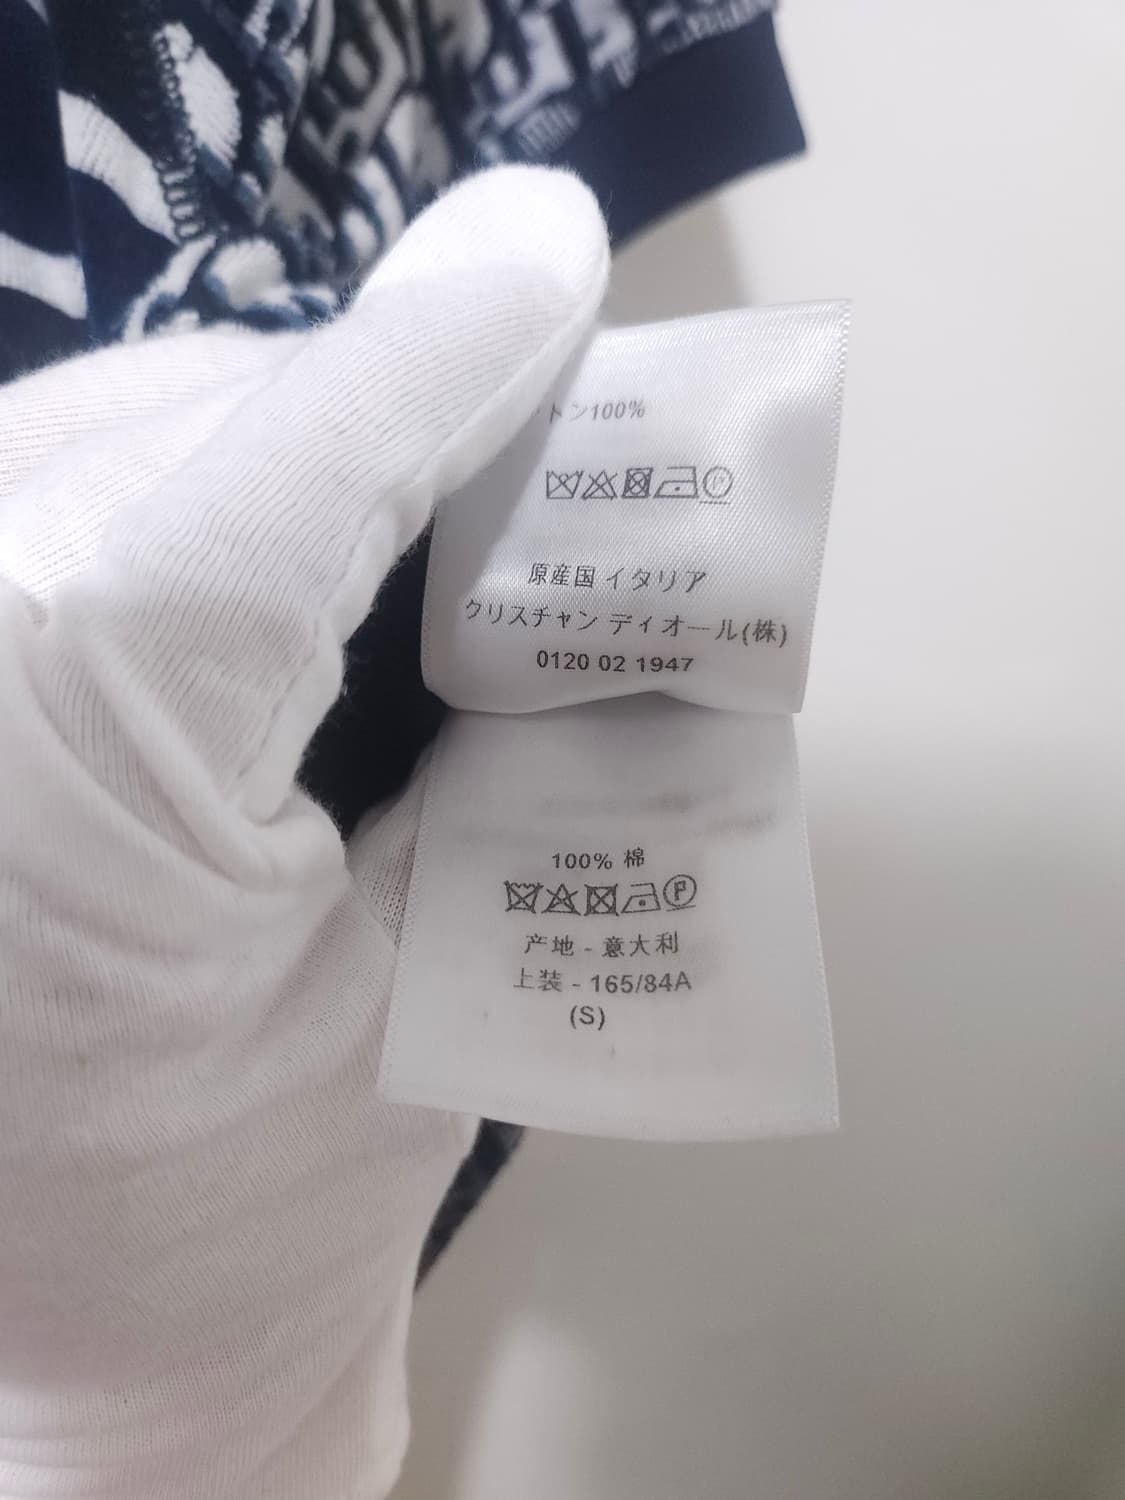 トン100%
原産国 イタリア
クリスチャン ディオール(株)
0120 02 1947
100% 棉
P
产地 - 意大利
上装 - 165/84A
(S)